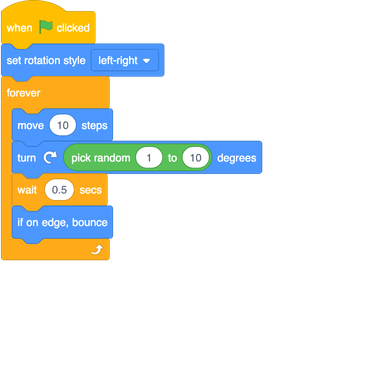 when clicked
set rotation style left-right
forever
move 10 steps
turn pick random 1 to 10 degrees
wait 0.5 secs
if on edge, bounce